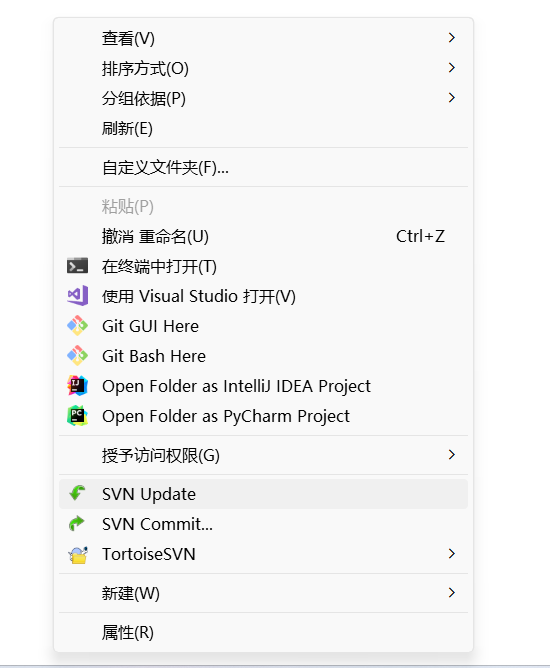 查看(V)
排序方式(O)
分组依据(P)
刷新(E)
自定义文件夹(F)...
粘贴(P)
撤消 重命名(U) Ctrl+Z
在终端中打开(T)
使用 Visual Studio 打开(V)
Git GUI Here
Git Bash Here
Open Folder as IntelliJ IDEA Project
Open Folder as PyCharm Project
授予访问权限(G)
SVN Update
SVN Commit...
TortoiseSVN
新建(W)
属性(R)